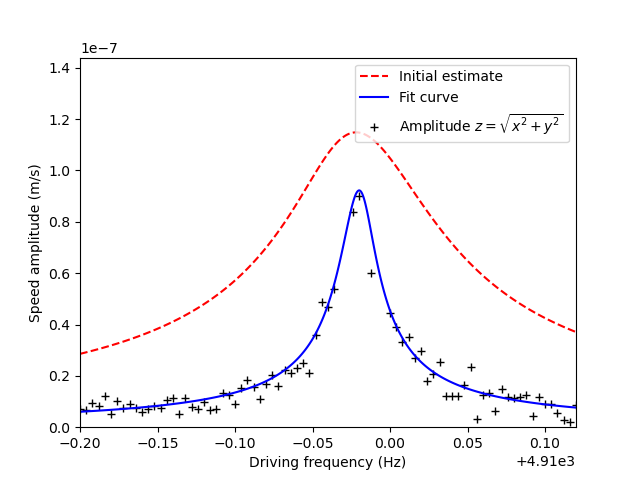 1e−7
1.4
1.2
1.0
0.8
0.6
0.4
0.2
0.0
Speed amplitude (m/s)
Initial estimate
Fit curve
Amplitude z = √x² + y²
−0.20 −0.15 −0.10 −0.05 0.00 0.05 0.10
Driving frequency (Hz)
+4.91e3